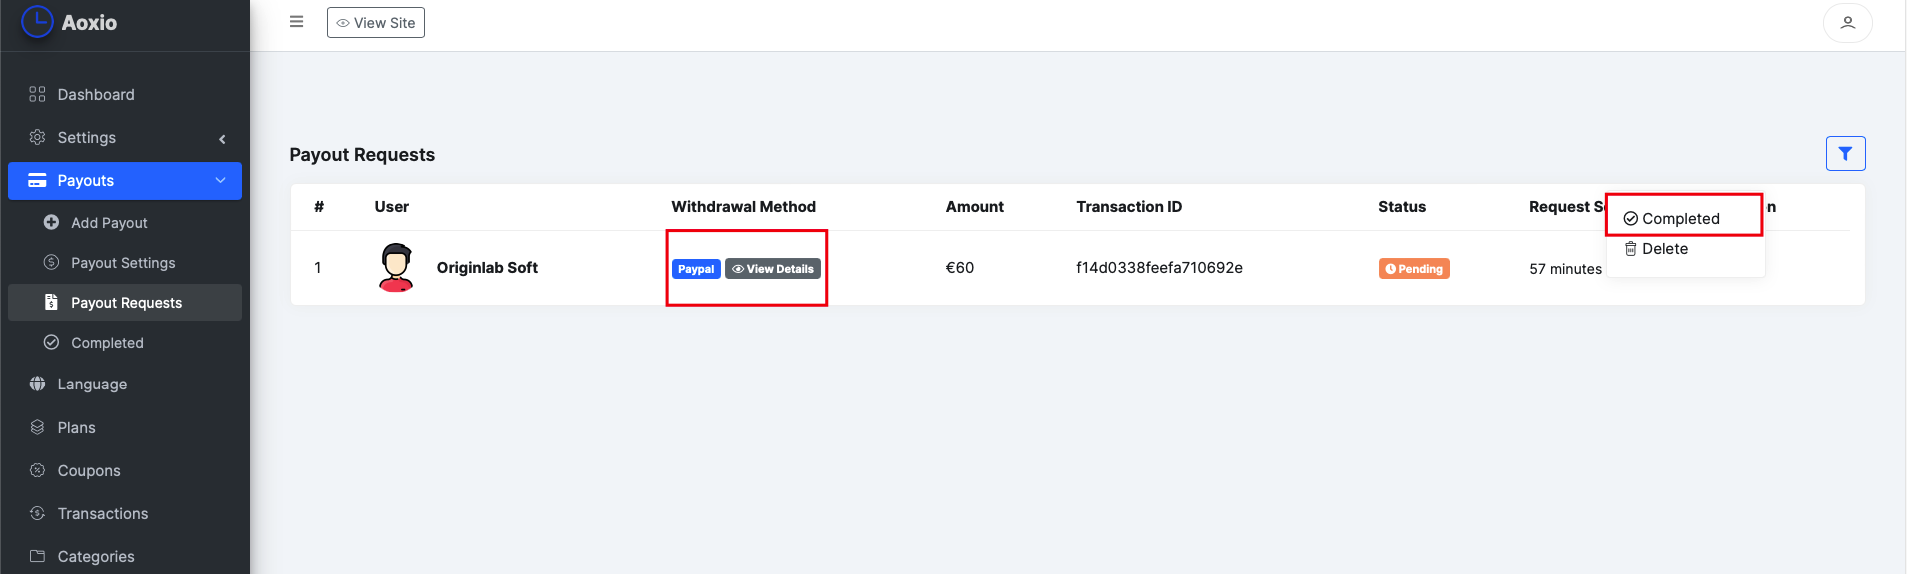 Aoxio
View Site
Dashboard
Settings
Payouts
Add Payout
Payout Settings
Payout Requests
Completed
Language
Plans
Coupons
Transactions
Categories
Payout Requests
# User Withdrawal Method Amount Transaction ID Status Request
1 Originlab Soft Paypal View Details €60 f14d0338feefa710692e Pending 57 minutes
Completed
Delete